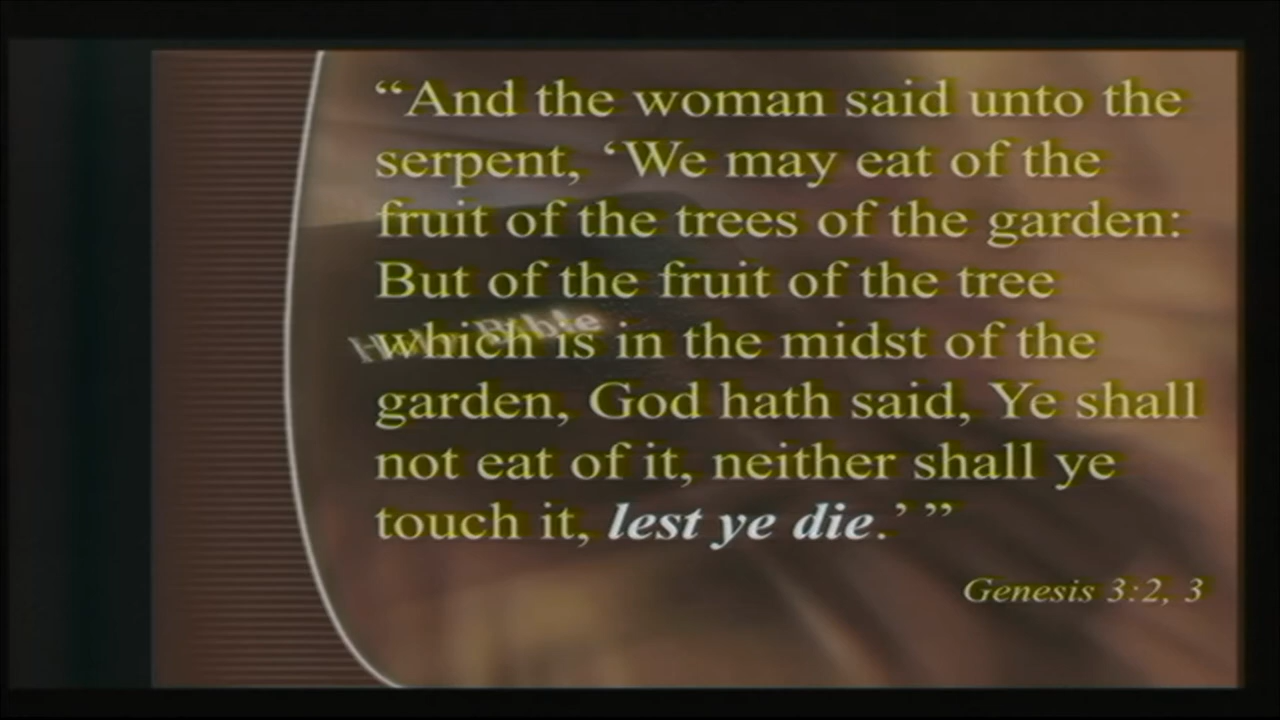 “And the woman said unto the
serpent, ‘We may eat of the
fruit of the trees of the garden:
But of the fruit of the tree
which is in the midst of the
garden, God hath said, Ye shall
not eat of it, neither shall ye
touch it, lest ye die.’ ”
Genesis 3:2, 3
Holy Bible